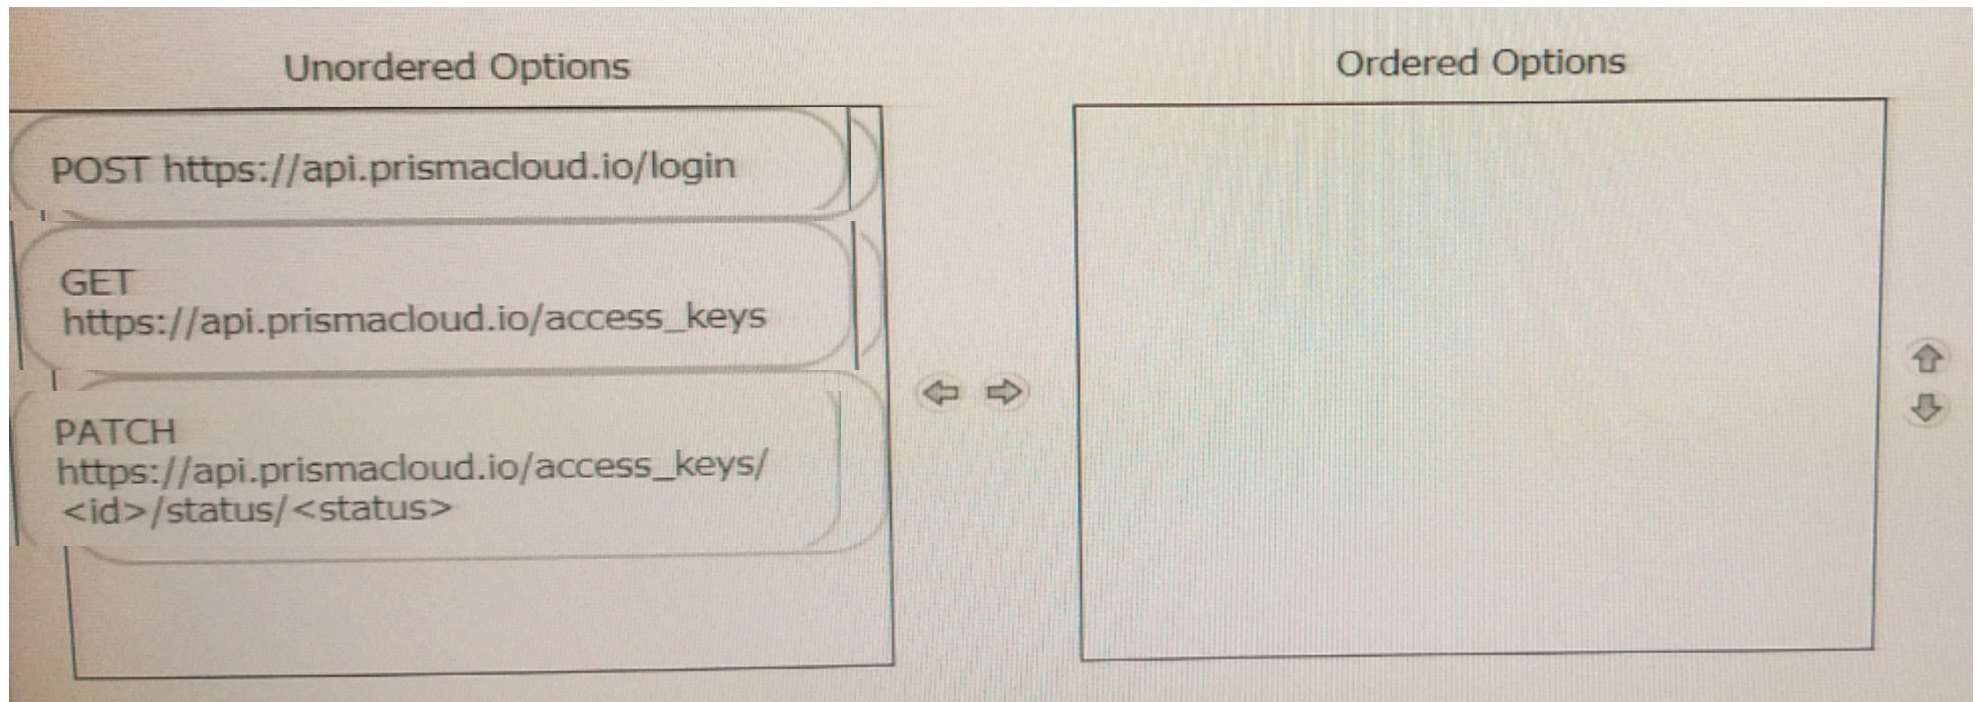 Unordered Options
Ordered Options
POST https://api.prismacloud.io/login
GET
https://api.prismacloud.io/access_keys
PATCH
https://api.prismacloud.io/access_keys/
<id>/status/<status>